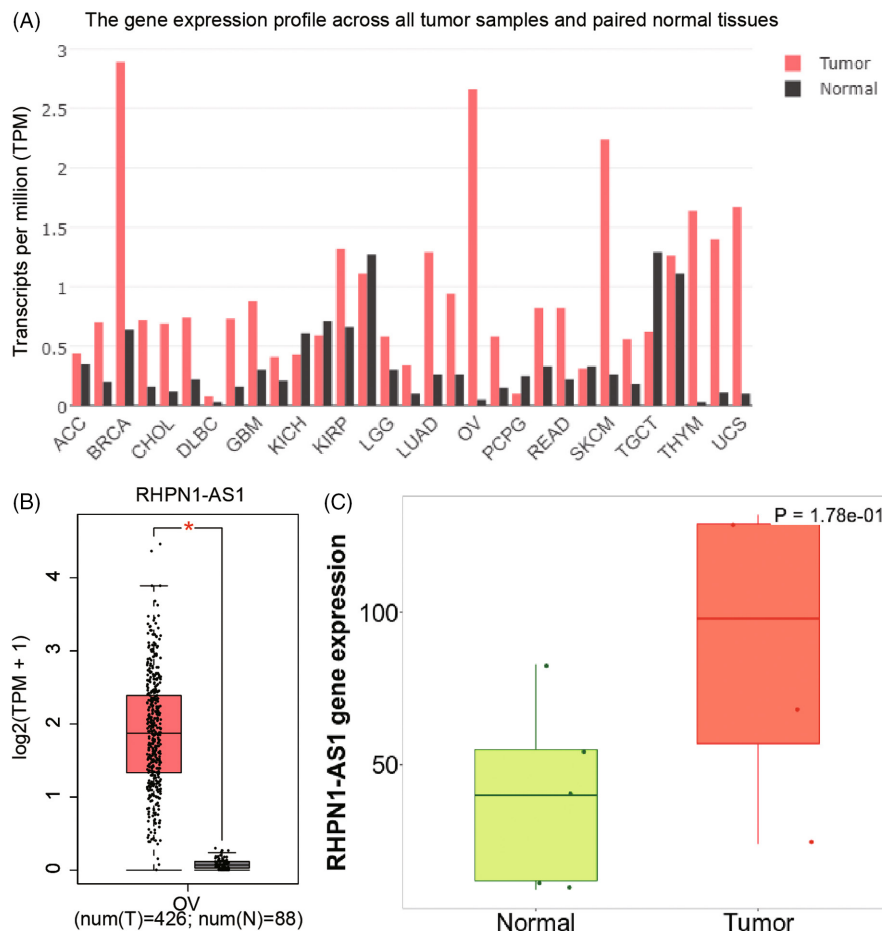 (A) The gene expression profile across all tumor samples and paired normal tissues
Transcripts per million (TPM)
3
2.5
2
1.5
1
0.5
0
Tumor
Normal
ACC BRCA CHOL DLBC GBM KICH KIRP LGG LUAD OV PCPG READ SKCM TGCT THYM UCS
(B) RHPN1-AS1
*
log2(TPM + 1)
4
3
2
1
0
OV
(num(T)=426; num(N)=88)
(C)
P = 1.78e-01
RHPN1-AS1 gene expression
100
50
Normal Tumor